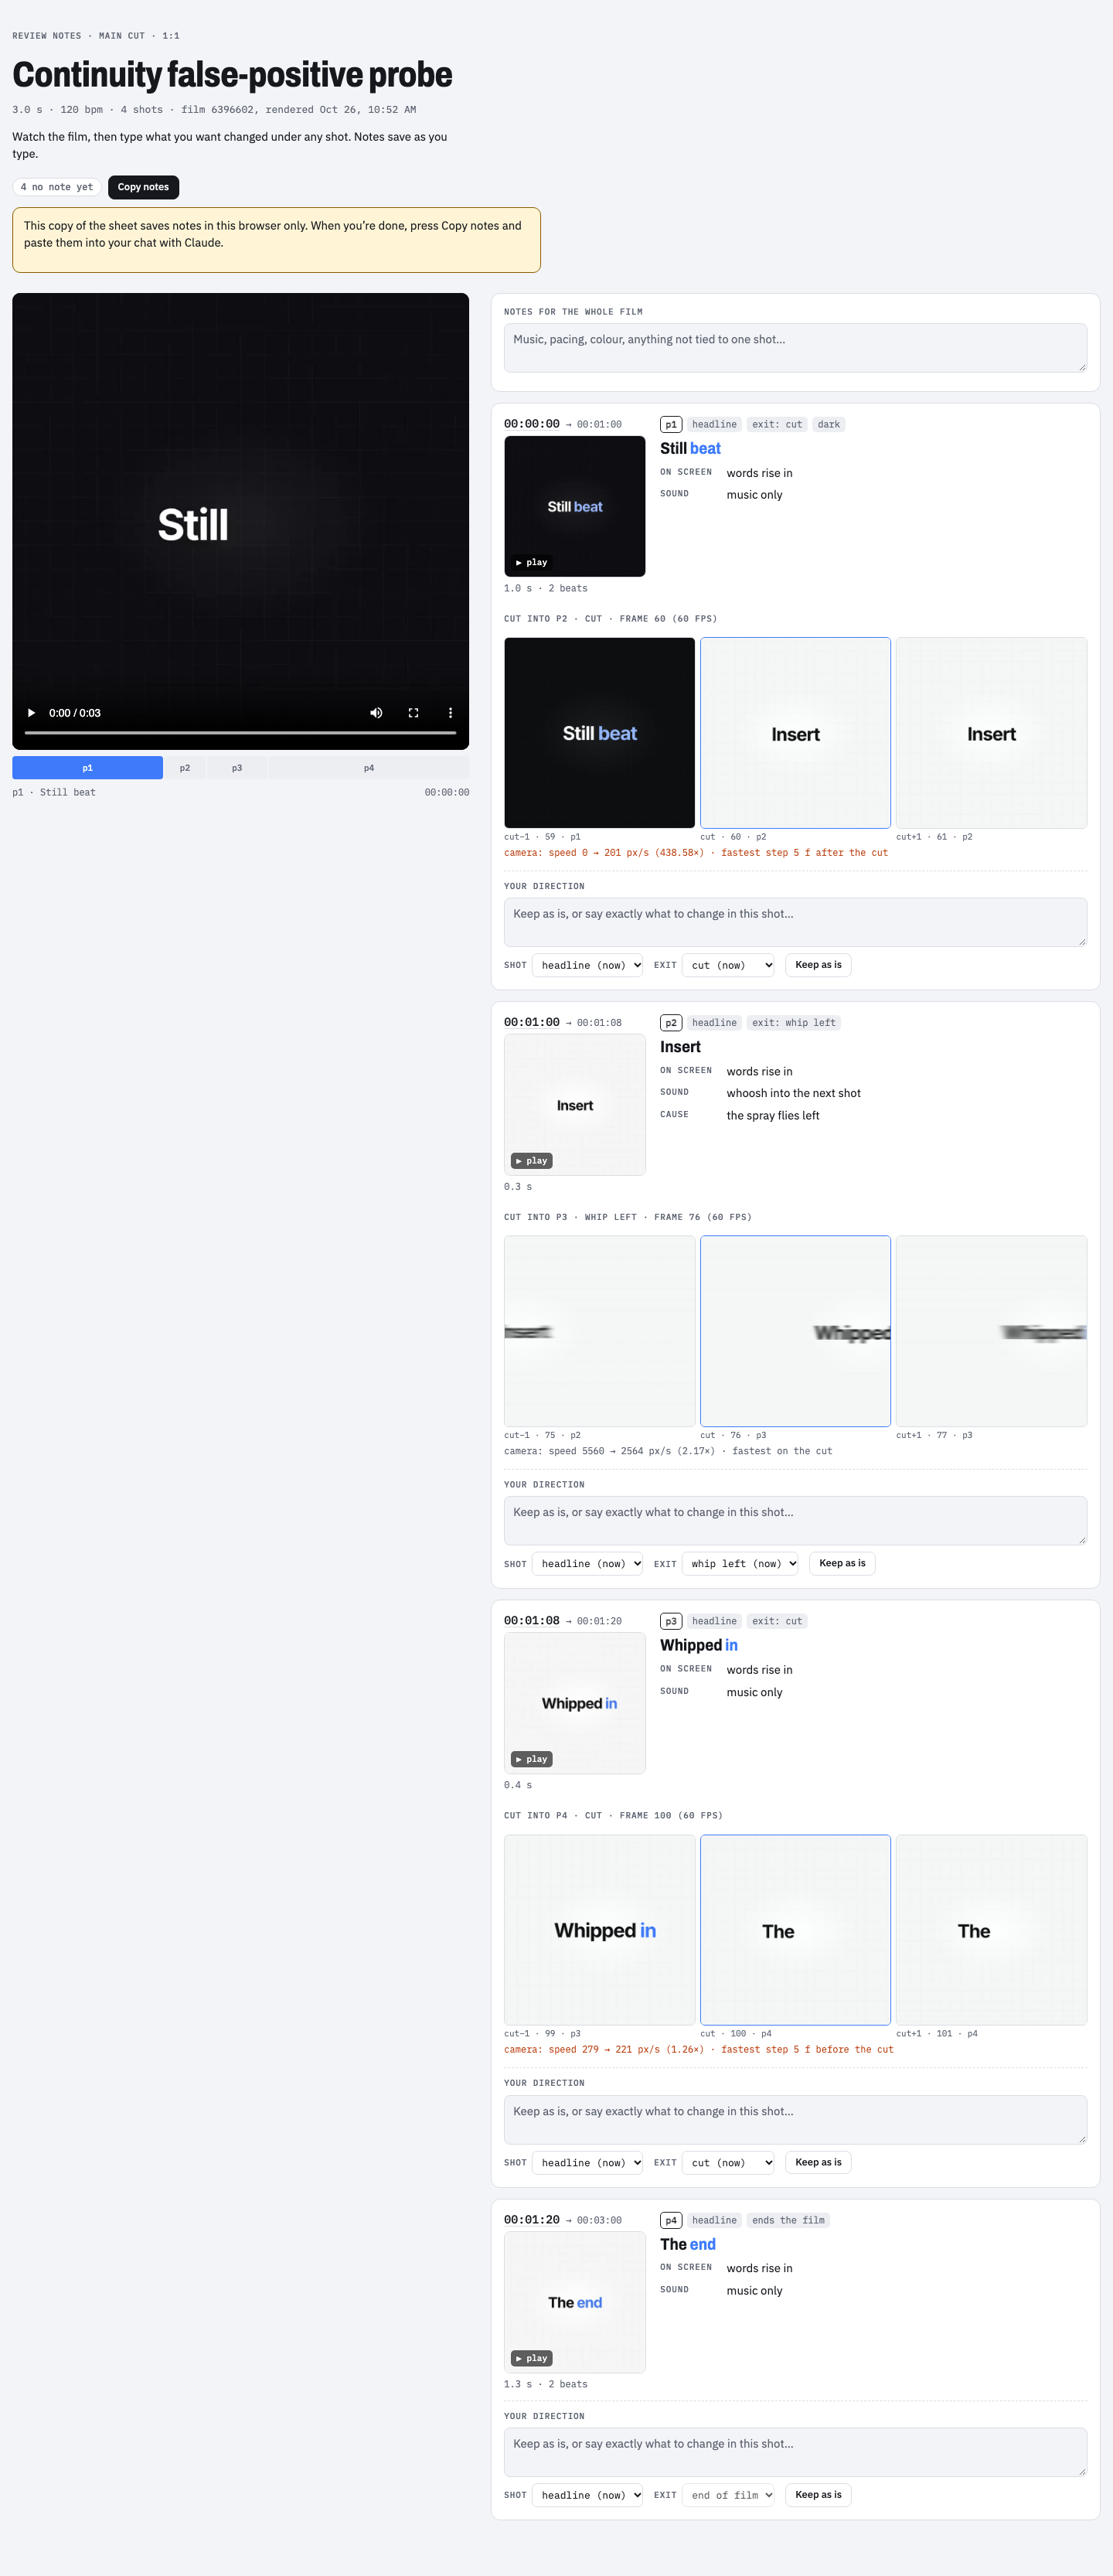 REVIEW NOTES · MAIN CUT · 1:1
Continuity false-positive probe
3.0 s · 120 bpm · 4 shots · film 6396602, rendered Oct 26, 10:52 AM
Watch the film, then type what you want changed under any shot. Notes save as you
type.
4 no note yet
Copy notes
This copy of the sheet saves notes in this browser only. When you’re done, press Copy notes and
paste them into your chat with Claude.
Still
0:00 / 0:03
p1 p2 p3 p4
p1 · Still beat 00:00:00
NOTES FOR THE WHOLE FILM
Music, pacing, colour, anything not tied to one shot…
00:00:00 → 00:01:00
Still beat
▶ play
1.0 s · 2 beats
p1 headline exit: cut dark
Still beat
ON SCREEN words rise in
SOUND music only
CUT INTO P2 · CUT · FRAME 60 (60 FPS)
Still beat
Insert
Insert
cut−1 · 59 · p1
cut · 60 · p2
cut+1 · 61 · p2
camera: speed 0 → 201 px/s (438.58×) · fastest step 5 f after the cut
YOUR DIRECTION
Keep as is, or say exactly what to change in this shot…
SHOT headline (now) EXIT cut (now) Keep as is
00:01:00 → 00:01:08
Insert
▶ play
0.3 s
p2 headline exit: whip left
Insert
ON SCREEN words rise in
SOUND whoosh into the next shot
CAUSE the spray flies left
CUT INTO P3 · WHIP LEFT · FRAME 76 (60 FPS)
Insert
Whipped
Whipped
cut−1 · 75 · p2
cut · 76 · p3
cut+1 · 77 · p3
camera: speed 5560 → 2564 px/s (2.17×) · fastest on the cut
YOUR DIRECTION
Keep as is, or say exactly what to change in this shot…
SHOT headline (now) EXIT whip left (now) Keep as is
00:01:08 → 00:01:20
Whipped in
▶ play
0.4 s
p3 headline exit: cut
Whipped in
ON SCREEN words rise in
SOUND music only
CUT INTO P4 · CUT · FRAME 100 (60 FPS)
Whipped in
The
The
cut−1 · 99 · p3
cut · 100 · p4
cut+1 · 101 · p4
camera: speed 279 → 221 px/s (1.26×) · fastest step 5 f before the cut
YOUR DIRECTION
Keep as is, or say exactly what to change in this shot…
SHOT headline (now) EXIT cut (now) Keep as is
00:01:20 → 00:03:00
The end
▶ play
1.3 s · 2 beats
p4 headline ends the film
The end
ON SCREEN words rise in
SOUND music only
YOUR DIRECTION
Keep as is, or say exactly what to change in this shot…
SHOT headline (now) EXIT end of film Keep as is